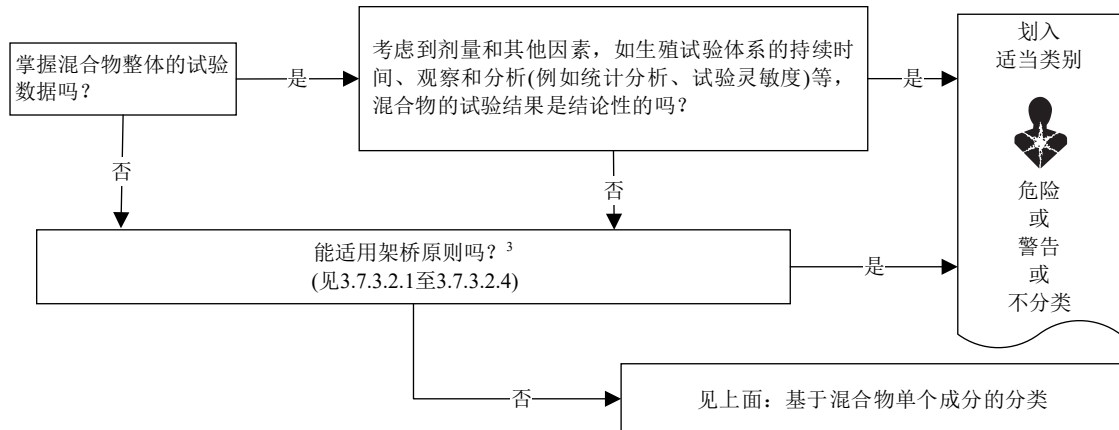 掌握混合物整体的试验
数据吗？
是
考虑到剂量和其他因素，如生殖试验体系的持续时
间、观察和分析(例如统计分析、试验灵敏度)等，
混合物的试验结果是结论性的吗？
是
划入
适当类别
危险
或
警告
或
不分类
否
否
能适用架桥原则吗？³
(见3.7.3.2.1至3.7.3.2.4)
是
否
见上面：基于混合物单个成分的分类